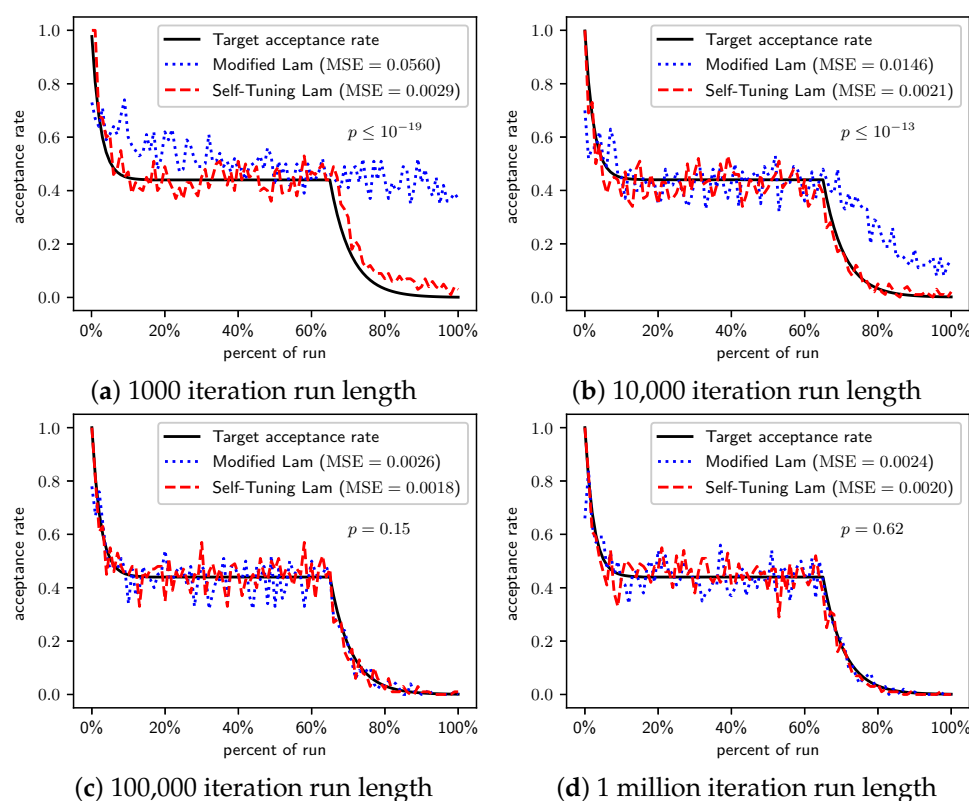 Target acceptance rate
Modified Lam (MSE = 0.0560)
Self-Tuning Lam (MSE = 0.0029)
p ≤ 10⁻¹⁹
acceptance rate
1.0
0.8
0.6
0.4
0.2
0.0
0% 20% 40% 60% 80% 100%
percent of run
(a) 1000 iteration run length
Target acceptance rate
Modified Lam (MSE = 0.0146)
Self-Tuning Lam (MSE = 0.0021)
p ≤ 10⁻¹³
acceptance rate
1.0
0.8
0.6
0.4
0.2
0.0
0% 20% 40% 60% 80% 100%
percent of run
(b) 10,000 iteration run length
Target acceptance rate
Modified Lam (MSE = 0.0026)
Self-Tuning Lam (MSE = 0.0018)
p = 0.15
acceptance rate
1.0
0.8
0.6
0.4
0.2
0.0
0% 20% 40% 60% 80% 100%
percent of run
(c) 100,000 iteration run length
Target acceptance rate
Modified Lam (MSE = 0.0024)
Self-Tuning Lam (MSE = 0.0020)
p = 0.62
acceptance rate
1.0
0.8
0.6
0.4
0.2
0.0
0% 20% 40% 60% 80% 100%
percent of run
(d) 1 million iteration run length